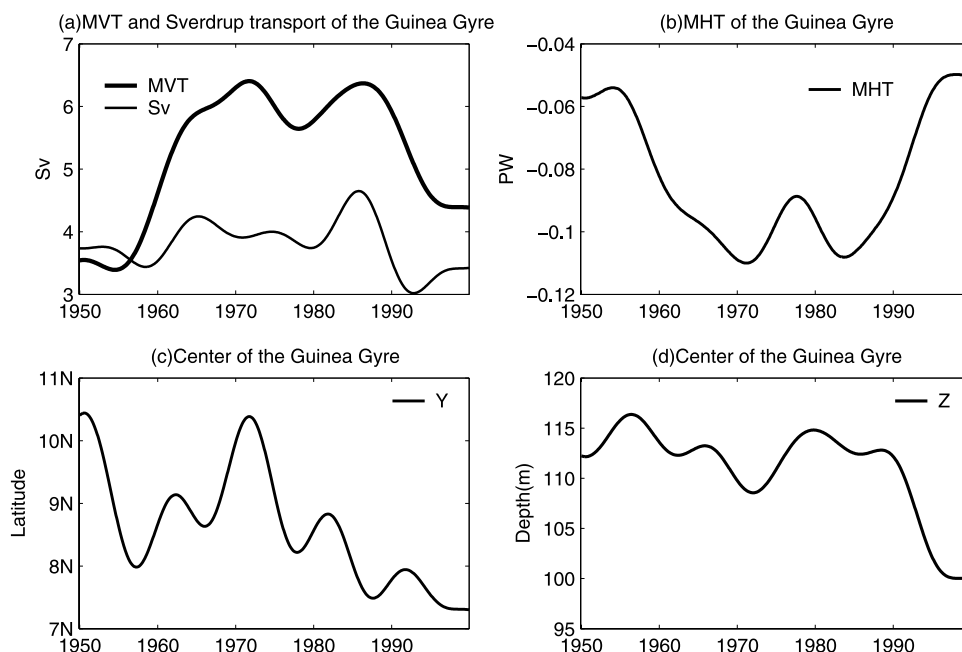 (a)MVT and Sverdrup transport of the Guinea Gyre
7
6
5
4
3
Sv
MVT
Sv
1950 1960 1970 1980 1990
(b)MHT of the Guinea Gyre
−0.04
−0.06
−0.08
−0.1
−0.12
PW
MHT
1950 1960 1970 1980 1990
(c)Center of the Guinea Gyre
11N
10N
9N
8N
7N
Latitude
Y
1950 1960 1970 1980 1990
(d)Center of the Guinea Gyre
120
115
110
105
100
95
Depth(m)
Z
1950 1960 1970 1980 1990